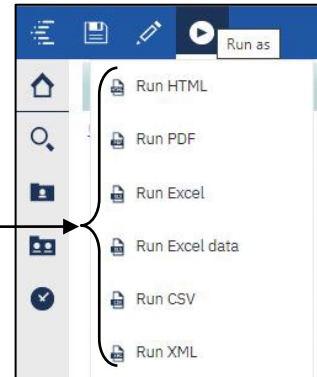 Run as
Run HTML
Run PDF
Run Excel
Run Excel data
Run CSV
Run XML